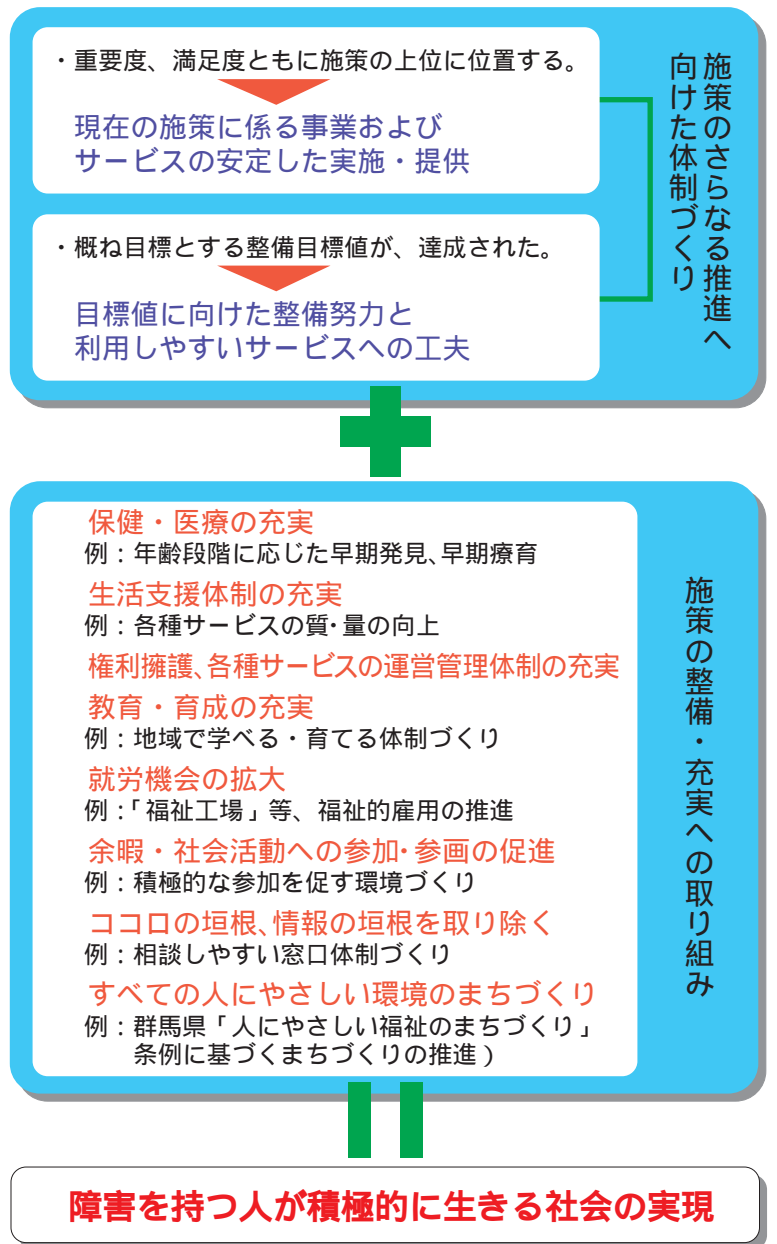 ・重要度、満足度ともに施策の上位に位置する。
現在の施策に係る事業および
サービスの安定した実施・提供
・概ね目標とする整備目標値が、達成された。
目標値に向けた整備努力と
利用しやすいサービスへの工夫
施策のさらなる推進へ
向けた体制づくり
保健・医療の充実
例：年齢段階に応じた早期発見、早期療育
生活支援体制の充実
例：各種サービスの質・量の向上
権利擁護、各種サービスの運営管理体制の充実
教育・育成の充実
例：地域で学べる・育てる体制づくり
就労機会の拡大
例：「福祉工場」等、福祉的雇用の推進
余暇・社会活動への参加・参画の促進
例：積極的な参加を促す環境づくり
ココロの垣根、情報の垣根を取り除く
例：相談しやすい窓口体制づくり
すべての人にやさしい環境のまちづくり
例：群馬県「人にやさしい福祉のまちづくり」
条例に基づくまちづくりの推進）
施策の整備・充実への取り組み
障害を持つ人が積極的に生きる社会の実現